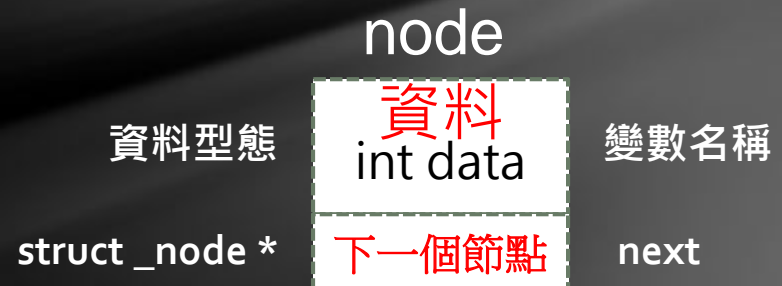 node
資料
資料型態 int data 變數名稱
struct _node * 下一個節點 next